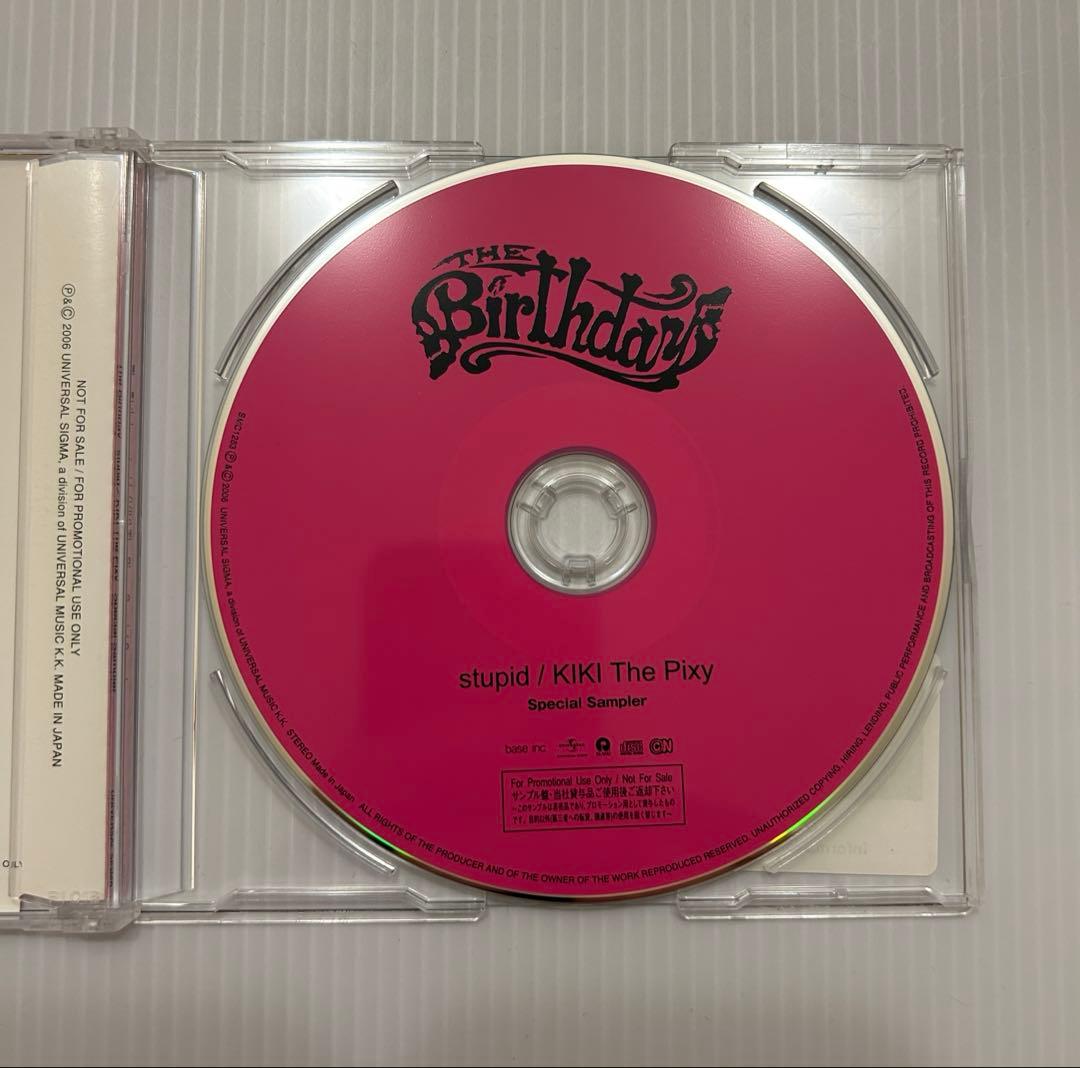 THE
Birthday
stupid / KIKI The Pixy
Special Sampler
base inc.
For Promotional Use Only / Not For Sale
サンプル盤・当社貸与品ご使用後ご返却下さい
ALL RIGHTS OF THE PRODUCER AND OF THE OWNER OF THE WORK REPRODUCED RESERVED. UNAUTHORIZED COPYING, HIRING, LENDING, PUBLIC PERFORMANCE AND BROADCASTING OF THIS RECORD PROHIBITED.
℗&© 2006 UNIVERSAL SIGMA, a division of UNIVERSAL MUSIC K.K. STEREO Made in Japan
NOT FOR SALE / FOR PROMOTIONAL USE ONLY
℗&© 2006 UNIVERSAL SIGMA, a division of UNIVERSAL MUSIC K.K. MADE IN JAPAN